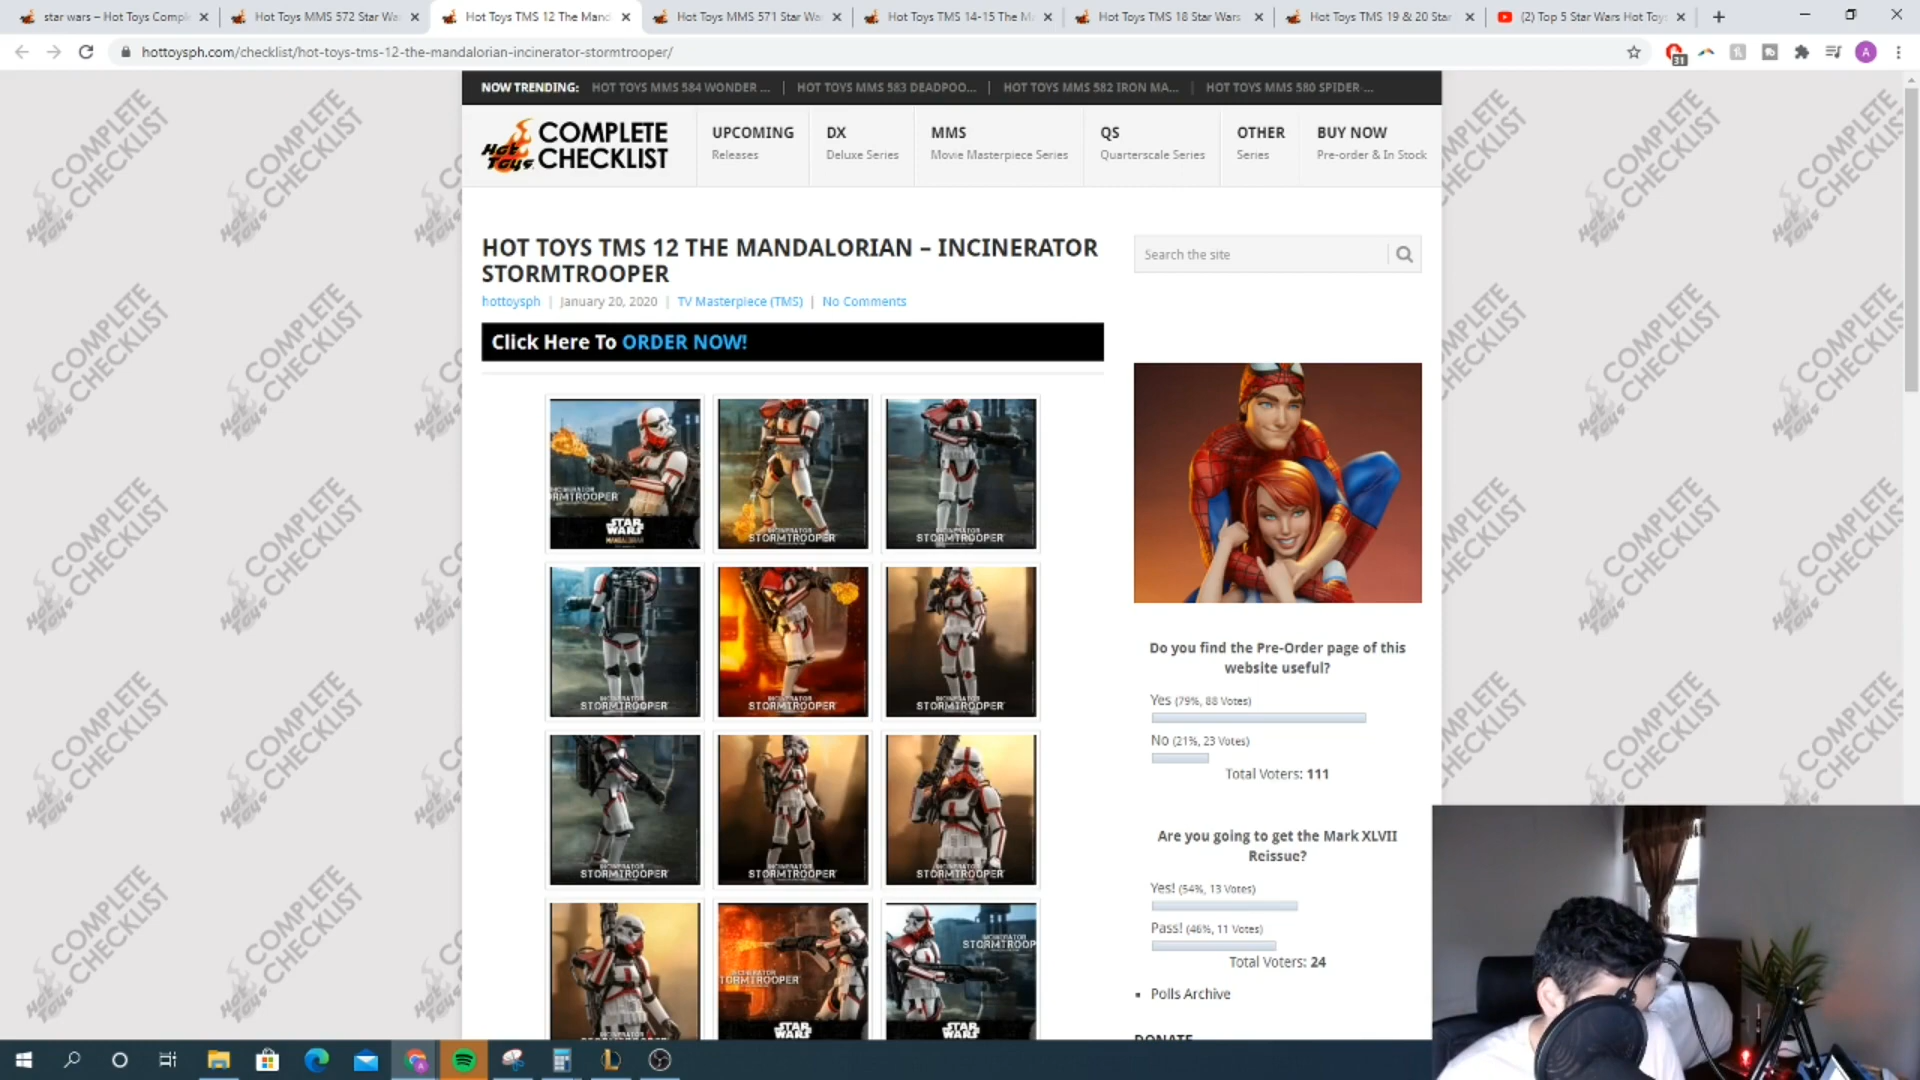 star wars – Hot Toys Compl
Hot Toys MMS 572 Star Wa
Hot Toys TMS 12 The Mand
Hot Toys MMS 571 Star Wa
Hot Toys TMS 14-15 The M
Hot Toys TMS 18 Star Wars
Hot Toys TMS 19 & 20 Star
(2) Top 5 Star Wars Hot Toy
hottoysph.com/checklist/hot-toys-tms-12-the-mandalorian-incinerator-stormtrooper/
31
A
NOW TRENDING: HOT TOYS MMS 584 WONDER ... | HOT TOYS MMS 583 DEADPOO... | HOT TOYS MMS 582 IRON MA... | HOT TOYS MMS 580 SPIDER ...
Hot Toys COMPLETE CHECKLIST
UPCOMING
Releases
DX
Deluxe Series
MMS
Movie Masterpiece Series
QS
Quarterscale Series
OTHER
Series
BUY NOW
Pre-order & In Stock
HOT TOYS TMS 12 THE MANDALORIAN – INCINERATOR
STORMTROOPER
hottoysph | January 20, 2020 | TV Masterpiece (TMS) | No Comments
Click Here To ORDER NOW!
Search the site
INCINERATOR
STORMTROOPER
STAR WARS
Do you find the Pre-Order page of this
website useful?
Yes (79%, 88 Votes)
No (21%, 23 Votes)
Total Voters: 111
Are you going to get the Mark XLVII
Reissue?
Yes! (54%, 13 Votes)
Pass! (46%, 11 Votes)
Total Voters: 24
Polls Archive
DONATE